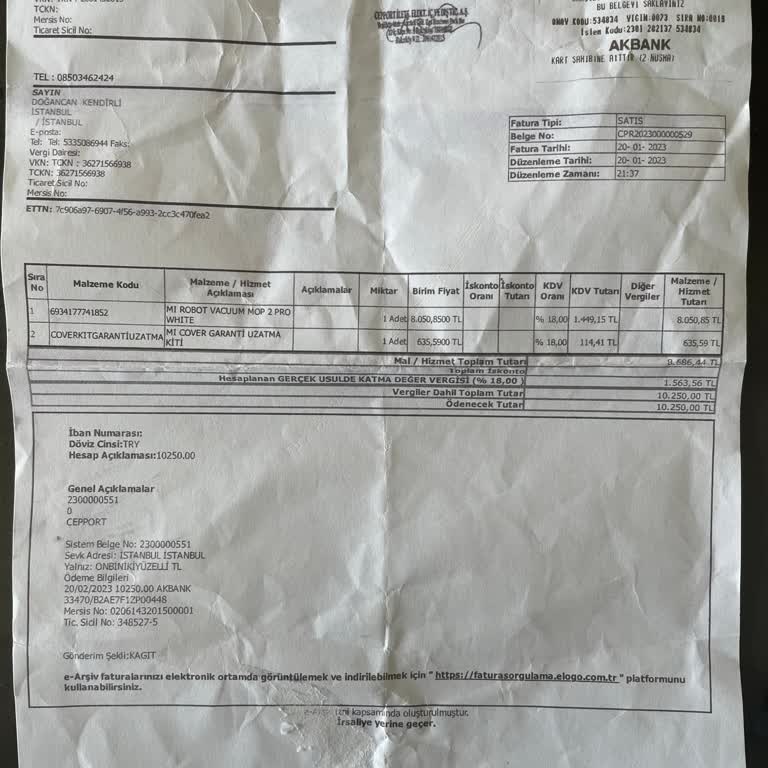 TCKN:
Mersis No:
Ticaret Sicil No:
BU BELGEYİ SAKLAYINIZ
ONAY KODU:534834 VIGIN:0073 SIRA NO:0018
İslem Kodu:2301 202137 534834
AKBANK
KART SAHIBINE AITTIR (2.NUSHA)
TEL : 08503462424
SAYIN
DOĞANCAN KENDİRLİ
İSTANBUL
/ İSTANBUL
E-posta:
Tel: Tel: 5335086944 Faks:
Vergi Dairesi:
VKN: TCKN : 36271566938
TCKN: 36271566938
Ticaret Sicil No:
Mersis No:
Fatura Tipi: SATIS
Belge No: CPR2023000000529
Fatura Tarihi: 20- 01- 2023
Düzenleme Tarihi: 20- 01- 2023
Düzenleme Zamanı: 21:37
ETTN: 7c906a97-6907-4f56-a993-2cc3c470fea2
Sıra No Malzeme Kodu Malzeme / Hizmet Açıklaması Açıklamalar Miktar Birim Fiyat İskonto Oranı İskonto Tutarı KDV Oranı KDV Tutarı Diğer Vergiler Malzeme / Hizmet Tutarı
1 6934177741852 MI ROBOT VACUUM MOP 2 PRO WHITE 1 Adet 8.050,8500 TL % 18,00 1.449,15 TL 8.050,85 TL
2 COVERKITGARANTİUZATMA MI COVER GARANTİ UZATMA KİTİ 1 Adet 635,5900 TL % 18,00 114,41 TL 635,59 TL
Mal / Hizmet Toplam Tutarı 8.686,44 TL
Toplam İskonto
Hesaplanan GERÇEK USULDE KATMA DEĞER VERGİSİ (% 18,00 ) 1.563,56 TL
Vergiler Dahil Toplam Tutar 10.250,00 TL
Ödenecek Tutar 10.250,00 TL
İban Numarası:
Döviz Cinsi:TRY
Hesap Açıklaması:10250.00
Genel Açıklamalar
2300000551
0
CEPPORT
Sistem Belge No: 2300000551
Sevk Adresi: İSTANBUL İSTANBUL
Yalnız: ONBİNİKİYÜZELLİ TL
Ödeme Bilgileri
20/02/2023 10250.00 AKBANK
33470/B2AE7F1ZP00448
Mersis No: 0206143201500001
Tic. Sicil No: 348527-5
Gönderim Şekli:KAGIT
e-Arşiv faturalarınızı elektronik ortamda görüntülemek ve indirilebilmek için " https://faturasorgulama.elogo.com.tr " platformunu
kullanabilirsiniz.
kapsamında oluşturulmuştur.
İrsaliye yerine geçer.